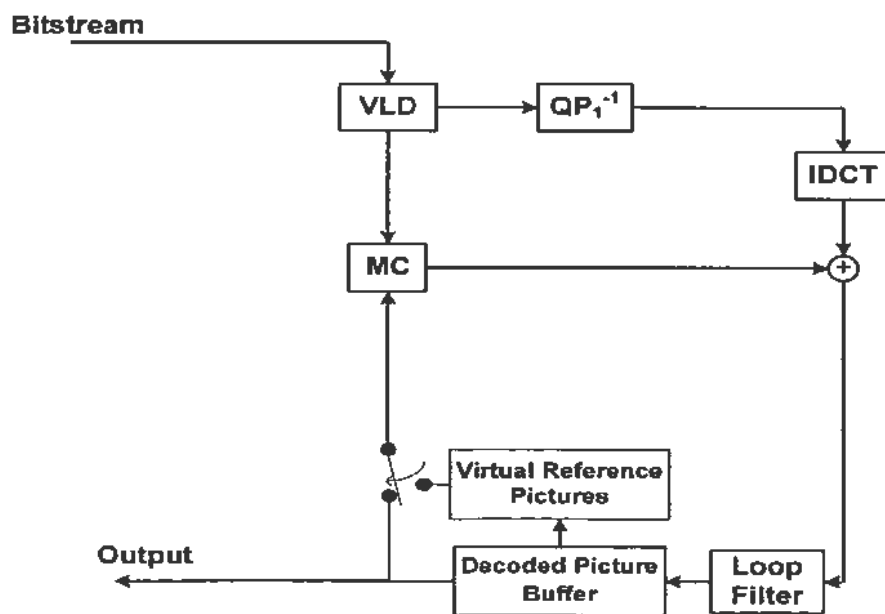 Bitstream
VLD
QP₁⁻¹
IDCT
MC
+
Virtual Reference
Pictures
Output
Decoded Picture
Buffer
Loop
Filter